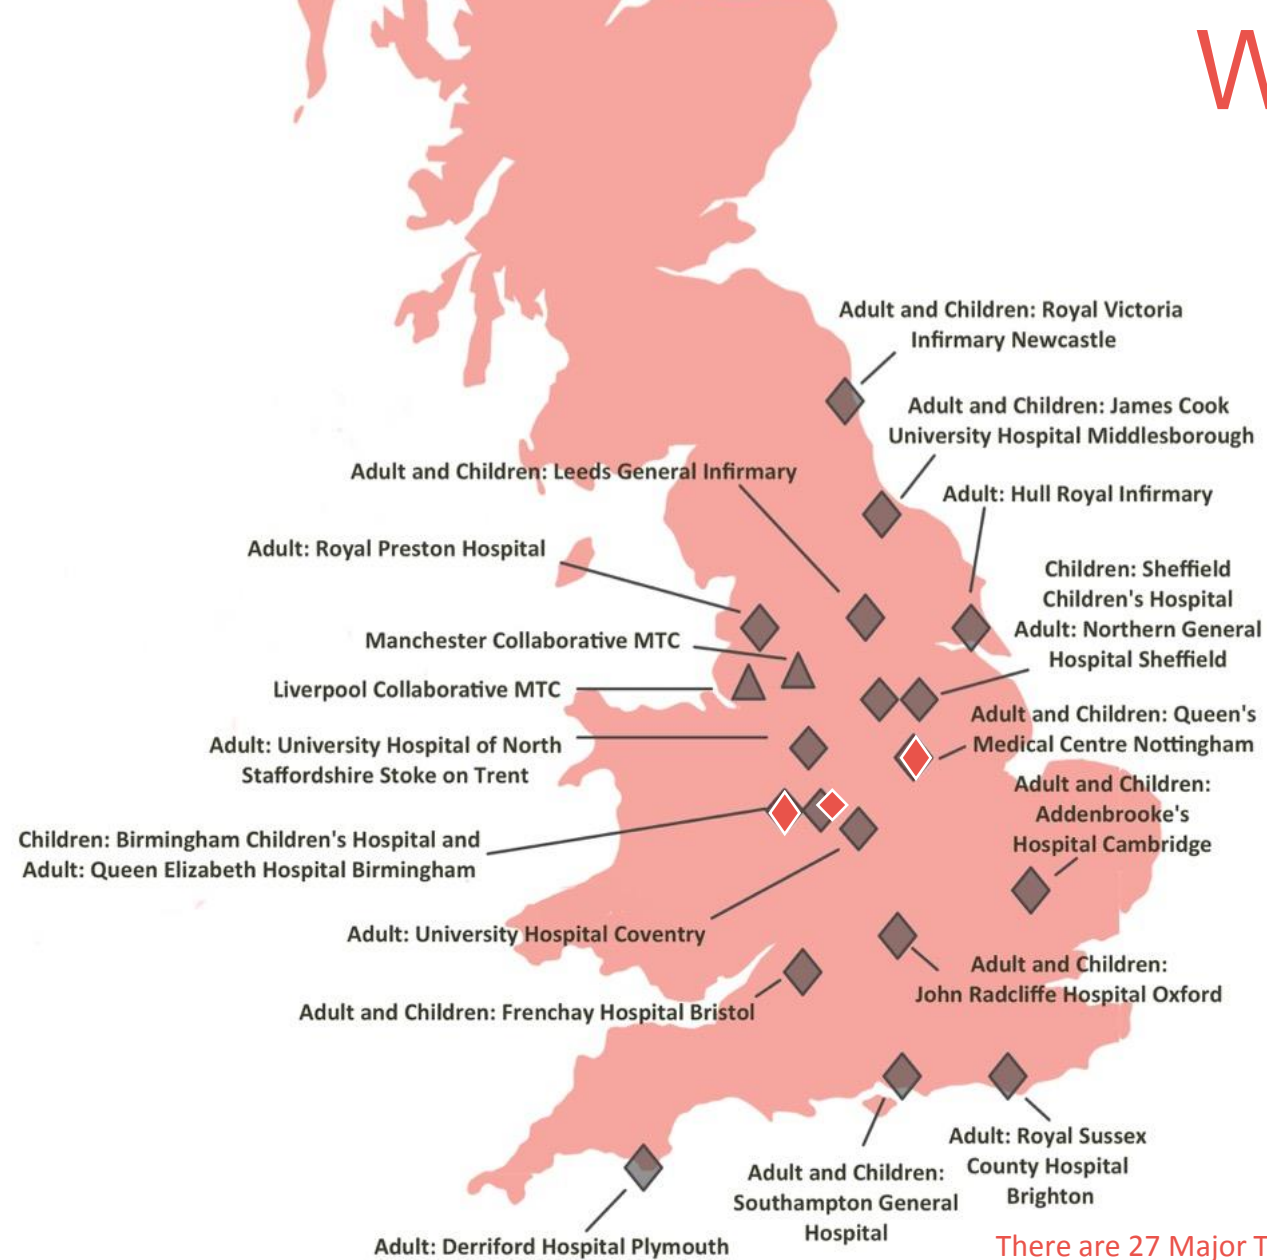 W
Adult and Children: Royal Victoria
Infirmary Newcastle
Adult and Children: James Cook
University Hospital Middlesborough
Adult and Children: Leeds General Infirmary
Adult: Hull Royal Infirmary
Adult: Royal Preston Hospital
Children: Sheffield
Children's Hospital
Adult: Northern General
Hospital Sheffield
Manchester Collaborative MTC
Liverpool Collaborative MTC
Adult and Children: Queen's
Medical Centre Nottingham
Adult: University Hospital of North
Staffordshire Stoke on Trent
Adult and Children:
Addenbrooke's
Hospital Cambridge
Children: Birmingham Children's Hospital and
Adult: Queen Elizabeth Hospital Birmingham
Adult: University Hospital Coventry
Adult and Children:
John Radcliffe Hospital Oxford
Adult and Children: Frenchay Hospital Bristol
Adult: Royal Sussex
County Hospital
Brighton
Adult and Children:
Southampton General
Hospital
Adult: Derriford Hospital Plymouth
There are 27 Major T